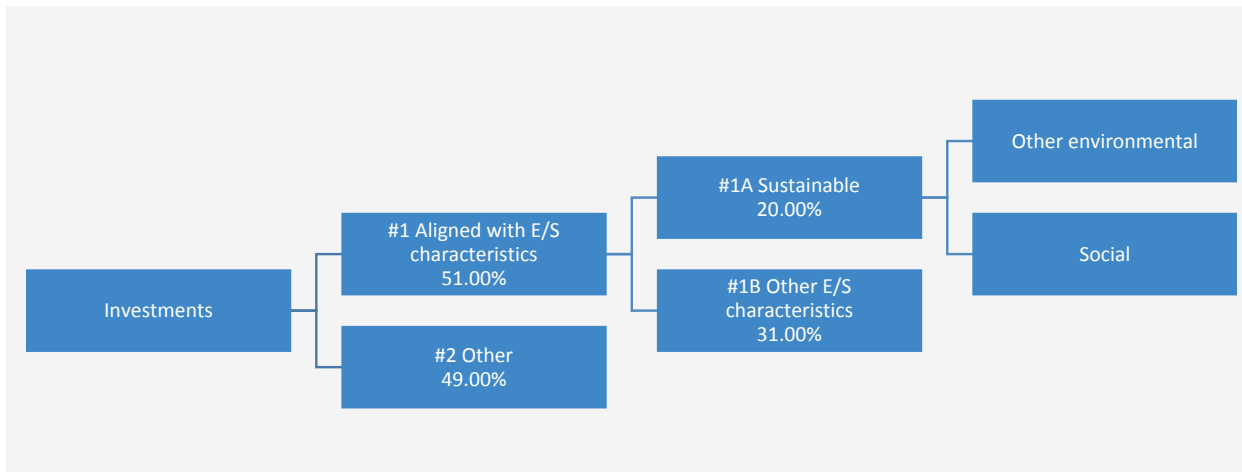 Investments
#1 Aligned with E/S
characteristics
51.00%
#2 Other
49.00%
#1A Sustainable
20.00%
#1B Other E/S
characteristics
31.00%
Other environmental
Social